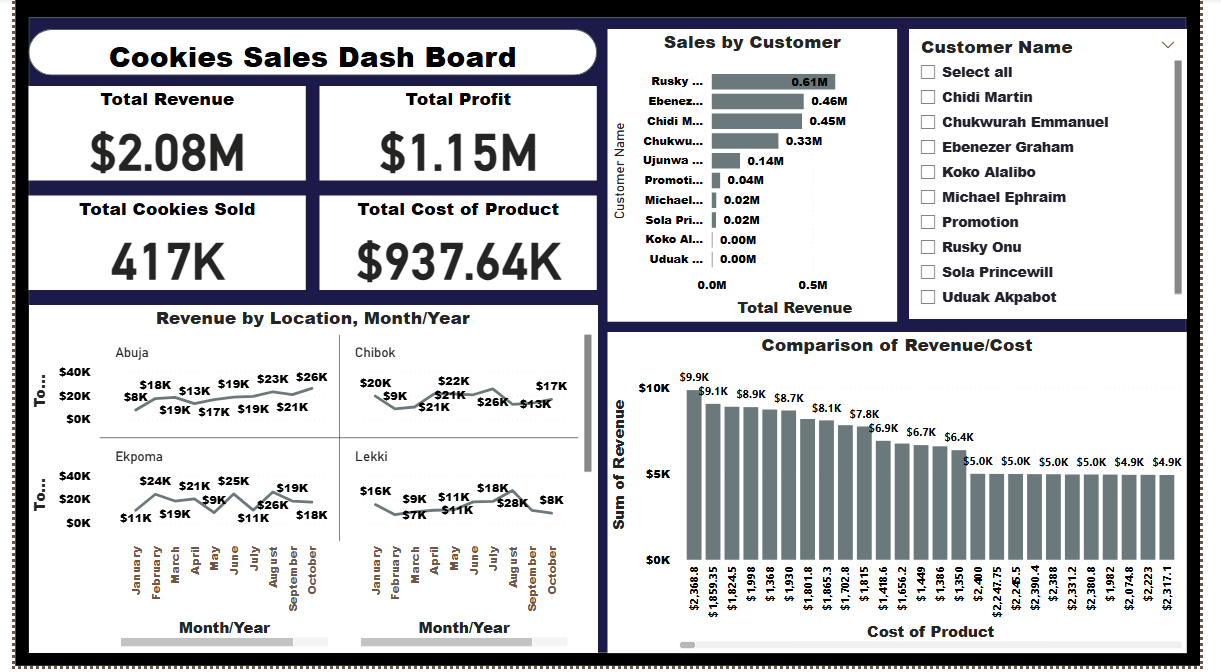 Cookies Sales Dash Board
Total Revenue
$2.08M
Total Profit
$1.15M
Total Cookies Sold
417K
Total Cost of Product
$937.64K
Sales by Customer
Customer Name
Rusky ... 0.61M
Ebenez... 0.46M
Chidi M... 0.45M
Chukwu... 0.33M
Ujunwa ... 0.14M
Promoti... 0.04M
Michael... 0.02M
Sola Pri... 0.02M
Koko Al... 0.00M
Uduak ... 0.00M
0.0M 0.5M
Total Revenue
Customer Name
Select all
Chidi Martin
Chukwurah Emmanuel
Ebenezer Graham
Koko Alalibo
Michael Ephraim
Promotion
Rusky Onu
Sola Princewill
Uduak Akpabot
Revenue by Location, Month/Year
To...
$40K
$20K
$0K
Abuja
$8K $18K $19K $13K $17K $19K $19K $23K $21K $26K
Chibok
$20K $9K $21K $22K $21K $26K $13K $17K
To...
$40K
$20K
$0K
Ekpoma
$11K $24K $19K $21K $9K $25K $11K $26K $19K $18K
Lekki
$16K $7K $9K $11K $11K $18K $28K $8K
January February March April May June July August September October
January February March April May June July August September October
Month/Year Month/Year
Comparison of Revenue/Cost
Sum of Revenue
$10K
$5K
$0K
$9.9K $9.1K $8.9K $8.7K $8.1K $7.8K $6.9K $6.7K $6.4K $5.0K $5.0K $5.0K $5.0K $4.9K $4.9K
$2,368.8 $1,859.35 $1,824.5 $1,998 $1,368 $1,930 $1,801.8 $1,865.3 $1,702.8 $1,815 $1,418.6 $1,656.2 $1,449 $1,386 $1,350 $2,400 $2,247.75 $2,245.5 $2,390.4 $2,388 $2,331.2 $2,380.8 $1,982 $2,074.8 $2,223 $2,317.1
Cost of Product